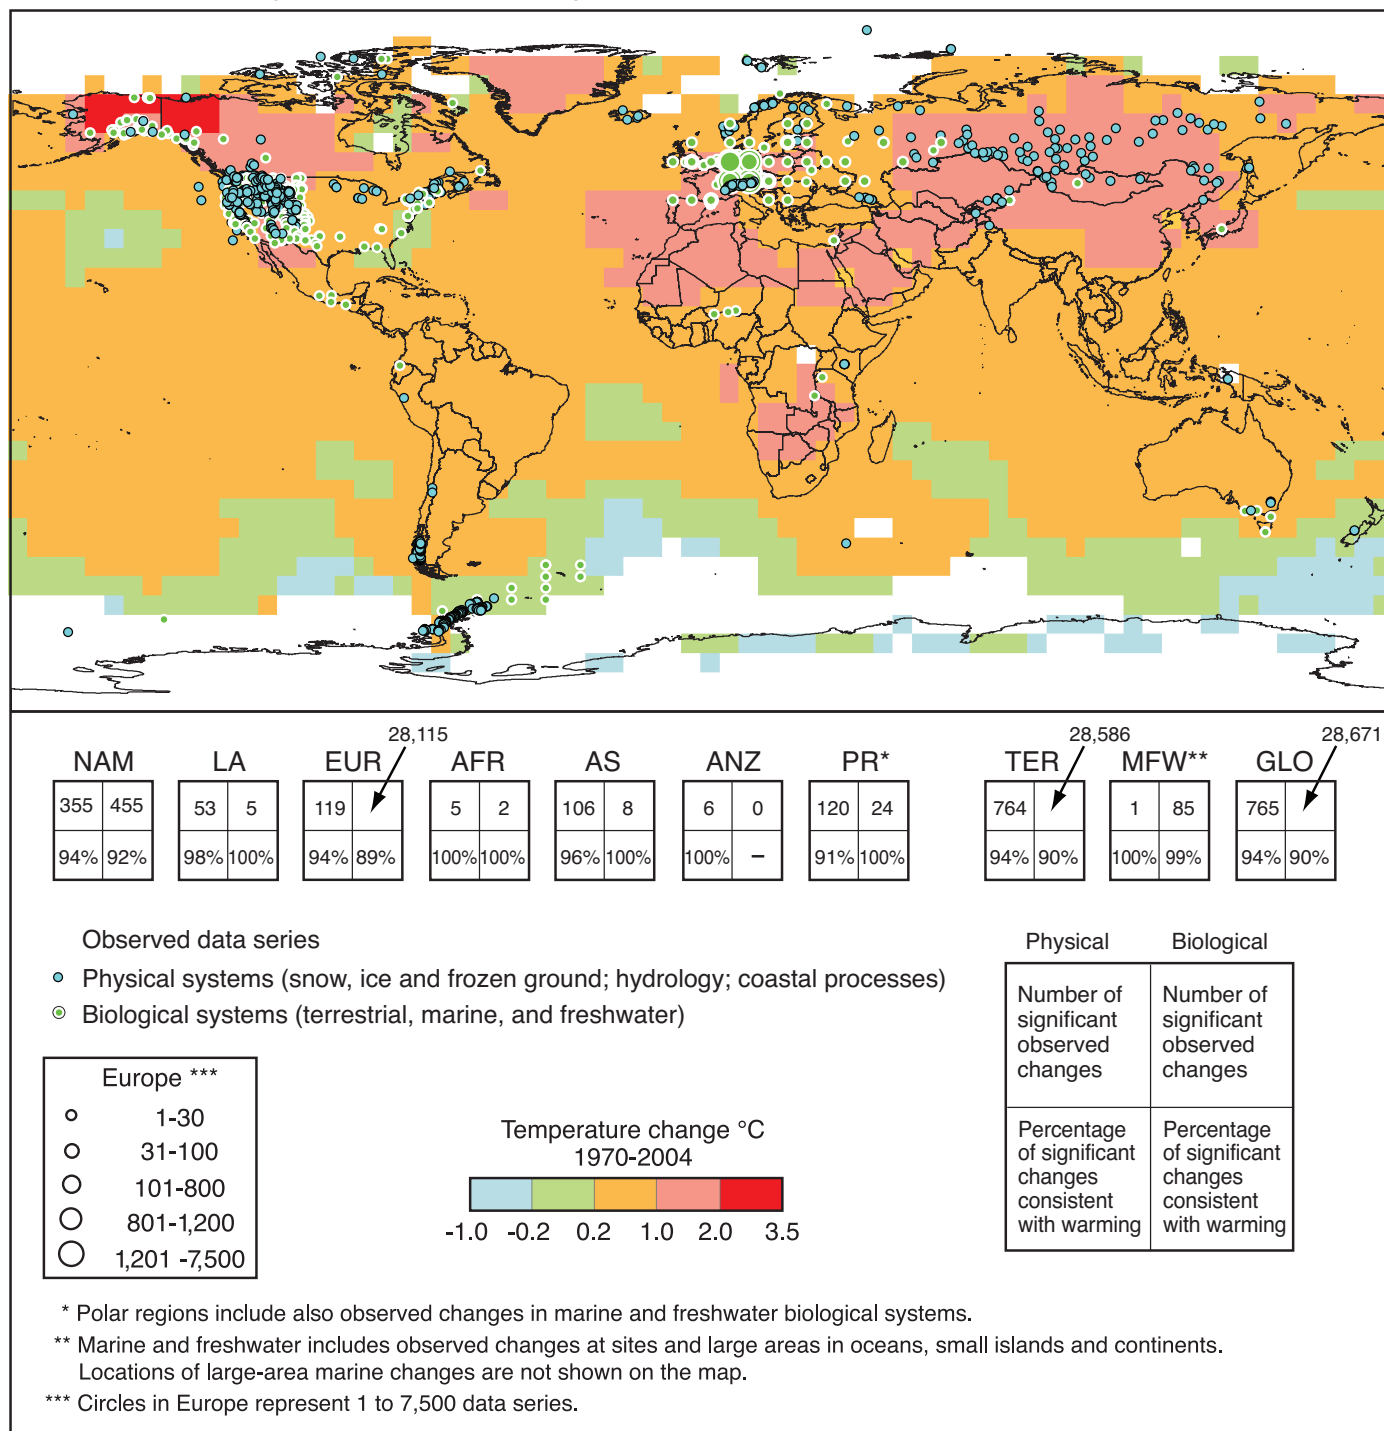 28,115
28,586
28,671
NAM LA EUR AFR AS ANZ PR* TER MFW** GLO
355 455 53 5 119 5 2 106 8 6 0 120 24 764 1 85 765
94% 92% 98% 100% 94% 89% 100% 100% 96% 100% 100% – 91% 100% 94% 90% 100% 99% 94% 90%
Observed data series
Physical systems (snow, ice and frozen ground; hydrology; coastal processes)
Biological systems (terrestrial, marine, and freshwater)
Europe ***
1-30
31-100
101-800
801-1,200
1,201 -7,500
Temperature change °C
1970-2004
-1.0 -0.2 0.2 1.0 2.0 3.5
Physical Biological
Number of
significant
observed
changes
Number of
significant
observed
changes
Percentage
of significant
changes
consistent
with warming
Percentage
of significant
changes
consistent
with warming
* Polar regions include also observed changes in marine and freshwater biological systems.
** Marine and freshwater includes observed changes at sites and large areas in oceans, small islands and continents.
Locations of large-area marine changes are not shown on the map.
*** Circles in Europe represent 1 to 7,500 data series.